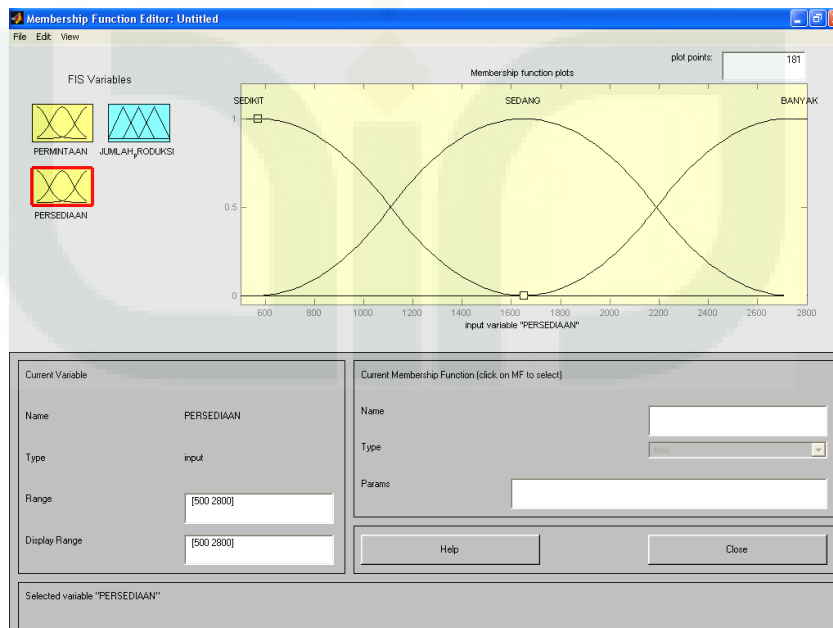 Membership Function Editor: Untitled
File Edit View
FIS Variables
plot points:
181
Membership function plots
PERMINTAAN
JUMLAHpRODUKSI
PERSEDIAAN
SEDIKIT
SEDANG
BANYAK
1
0.5
0
600 800 1000 1200 1400 1600 1800 2000 2200 2400 2600 2800
input variable "PERSEDIAAN"
Current Variable
Name PERSEDIAAN
Type input
Range [500 2800]
Display Range [500 2800]
Current Membership Function (click on MF to select)
Name
Type
Params
Help
Close
Selected variable "PERSEDIAAN"